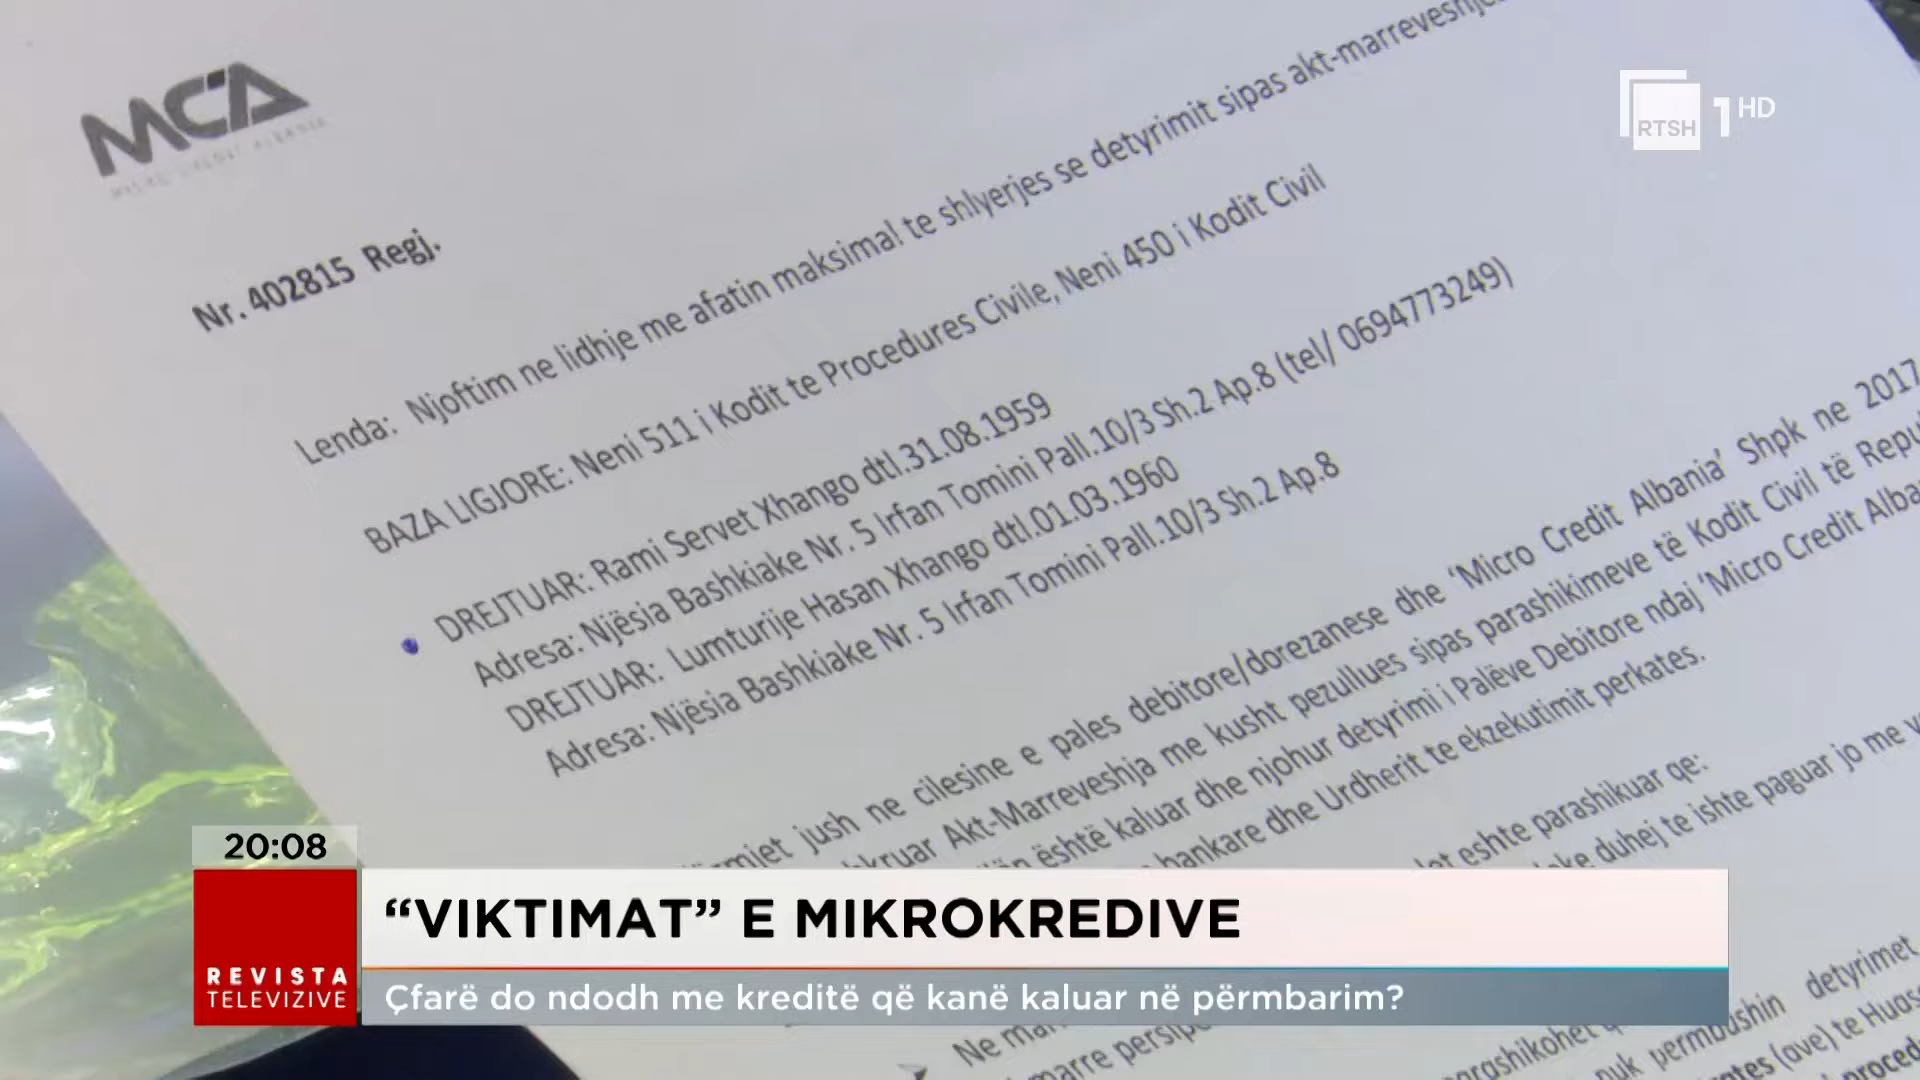 MCA
MICRO CREDIT ALBANIA
RTSH 1 HD
Nr. 402815 Regj.
Lenda: Njoftim ne lidhje me afatin maksimal te shlyerjes se detyrimit sipas akt-marreveshjes
BAZA LIGJORE: Neni 511 i Kodit te Procedures Civile, Neni 450 i Kodit Civil
DREJTUAR: Rami Servet Xhango dtl.31.08.1959
Adresa: Njësia Bashkiake Nr. 5 Irfan Tomini Pall.10/3 Sh.2 Ap.8 (tel/ 0694773249)
DREJTUAR: Lumturije Hasan Xhango dtl.01.03.1960
Adresa: Njësia Bashkiake Nr. 5 Irfan Tomini Pall.10/3 Sh.2 Ap.8
jush ne cilesine e pales debitore/dorezanese dhe ‘Micro Credit Albania’ Shpk ne 2017
Akt-Marreveshja me kusht pezullues sipas parashikimeve të Kodit Civil të
është kaluar dhe njohur detyrimi i Palëve Debitore ndaj ‘Micro Credit
bankare dhe Urdherit te ekzekutimit perkates.
eshte parashikuar qe:
duhej te ishte paguar jo me
20:08
“VIKTIMAT” E MIKROKREDIVE
REVISTA
TELEVIZIVE
Çfarë do ndodh me kreditë që kanë kaluar në përmbarim?
detyrimet
nuk permbushin
(ave) te
Ne
marre